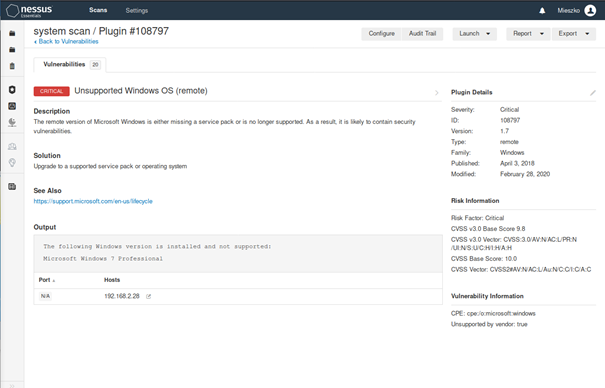 nessus
Essentials
Scans
Settings
Mieszko
system scan / Plugin #108797
Back to Vulnerabilities
Configure
Audit Trail
Launch
Report
Export
Vulnerabilities 20
CRITICAL
Unsupported Windows OS (remote)
Description
The remote version of Microsoft Windows is either missing a service pack or is no longer supported. As a result, it is likely to contain security
vulnerabilities.
Solution
Upgrade to a supported service pack or operating system
See Also
https://support.microsoft.com/en-us/lifecycle
Output
The following Windows version is installed and not supported:
Microsoft Windows 7 Professional
Port Hosts
N/A 192.168.2.28
Plugin Details
Severity: Critical
ID: 108797
Version: 1.7
Type: remote
Family: Windows
Published: April 3, 2018
Modified: February 28, 2020
Risk Information
Risk Factor: Critical
CVSS v3.0 Base Score 9.8
CVSS v3.0 Vector: CVSS:3.0/AV:N/AC:L/PR:N
/UI:N/S:U/C:H/I:H/A:H
CVSS Base Score: 10.0
CVSS Vector: CVSS2#AV:N/AC:L/Au:N/C:C/I:C/A:C
Vulnerability Information
CPE: cpe:/o:microsoft:windows
Unsupported by vendor: true